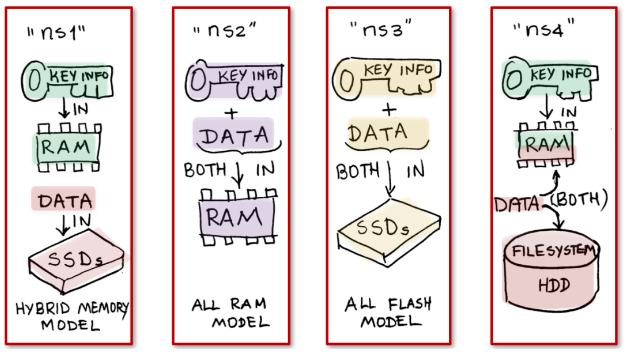 "ns1"
KEY INFO
IN
RAM
DATA
IN
SSDs
HYBRID MEMORY
MODEL
"ns2"
KEY INFO
+
DATA
BOTH IN
RAM
ALL RAM
MODEL
"ns3"
KEY INFO
+
DATA
BOTH IN
SSDs
ALL FLASH
MODEL
"ns4"
KEY INFO
IN
RAM
DATA (BOTH)
FILESYSTEM
HDD